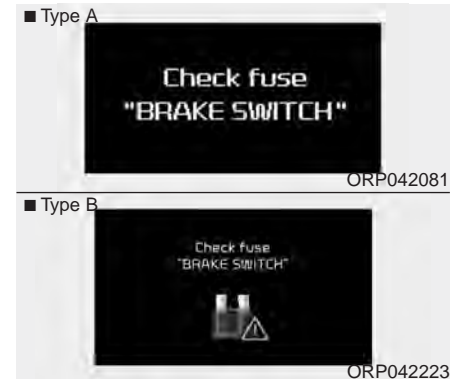 ■ Type A
Check fuse
"BRAKE SWITCH"
ORP042081
■ Type B
Check fuse
"BRAKE SWITCH"
ORP042223